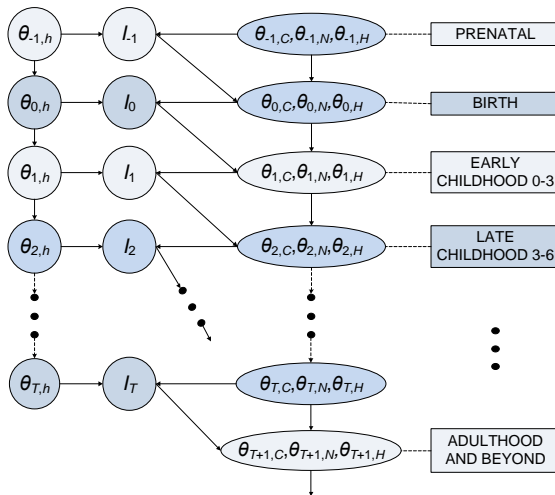 θ-1,h I-1 θ-1,C,θ-1,N,θ-1,H PRENATAL
θ0,h I0 θ0,C,θ0,N,θ0,H BIRTH
θ1,h I1 θ1,C,θ1,N,θ1,H EARLY
CHILDHOOD 0-3
θ2,h I2 θ2,C,θ2,N,θ2,H LATE
CHILDHOOD 3-6
θT,h IT θT,C,θT,N,θT,H
θT+1,C,θT+1,N,θT+1,H ADULTHOOD
AND BEYOND